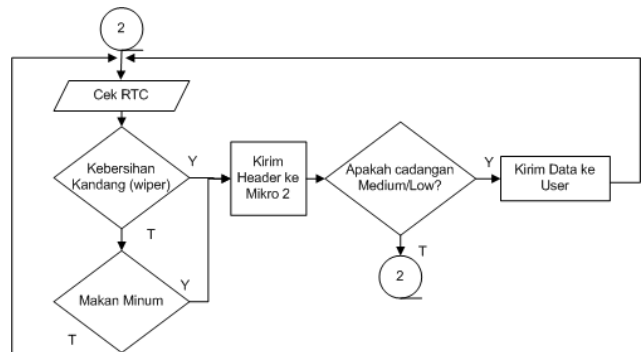 2
Cek RTC
Kebersihan
Kandang (wiper)
Y
T
Makan Minum
Y
T
Kirim
Header ke
Mikro 2
Apakah cadangan
Medium/Low?
Y
T
2
Kirim Data ke
User